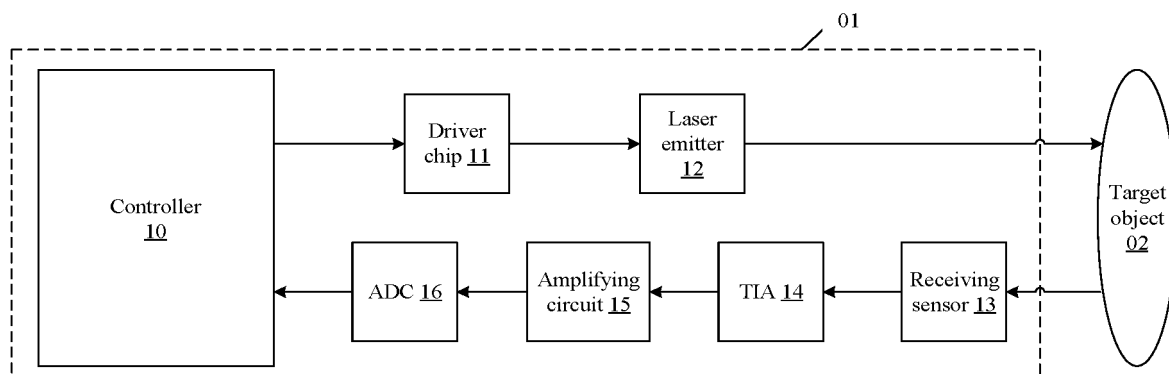 01
Driver
chip 11
Laser
emitter
12
Controller
10
Target
object
02
ADC 16
Amplifying
circuit 15
TIA 14
Receiving
sensor 13